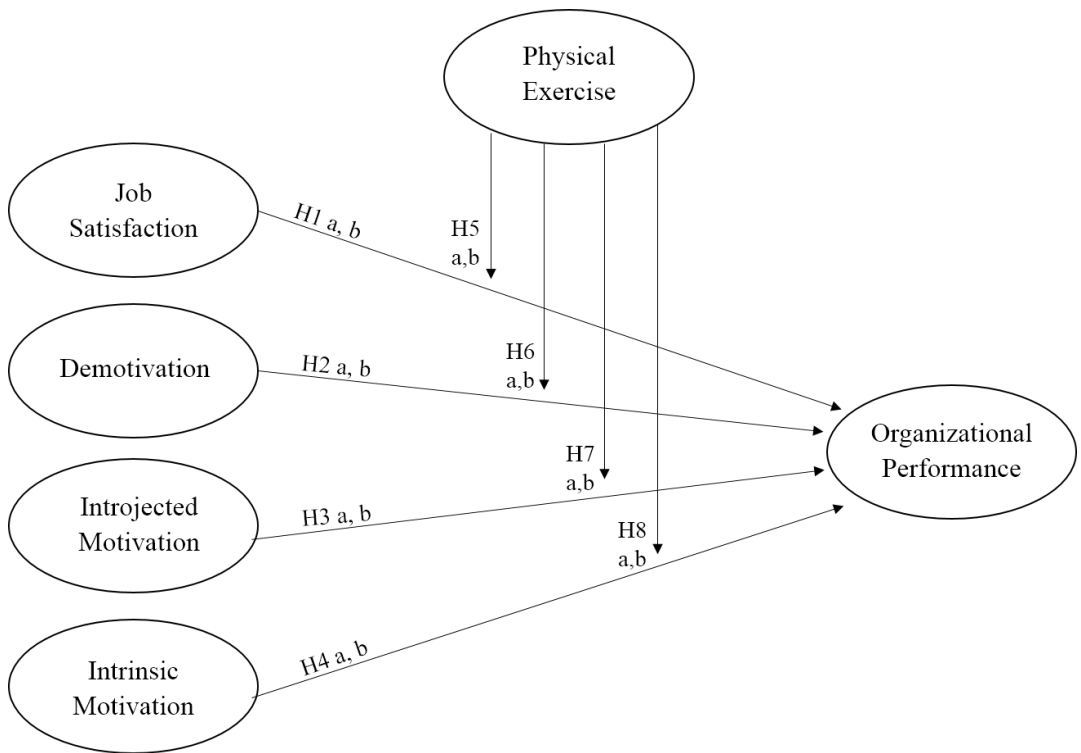 Physical
Exercise
Job
Satisfaction
H1 a, b
H5
a,b
Demotivation
H2 a, b
H6
a,b
Organizational
Performance
Introjected
Motivation
H3 a, b
H7
a,b
H8
a,b
Intrinsic
Motivation
H4 a, b